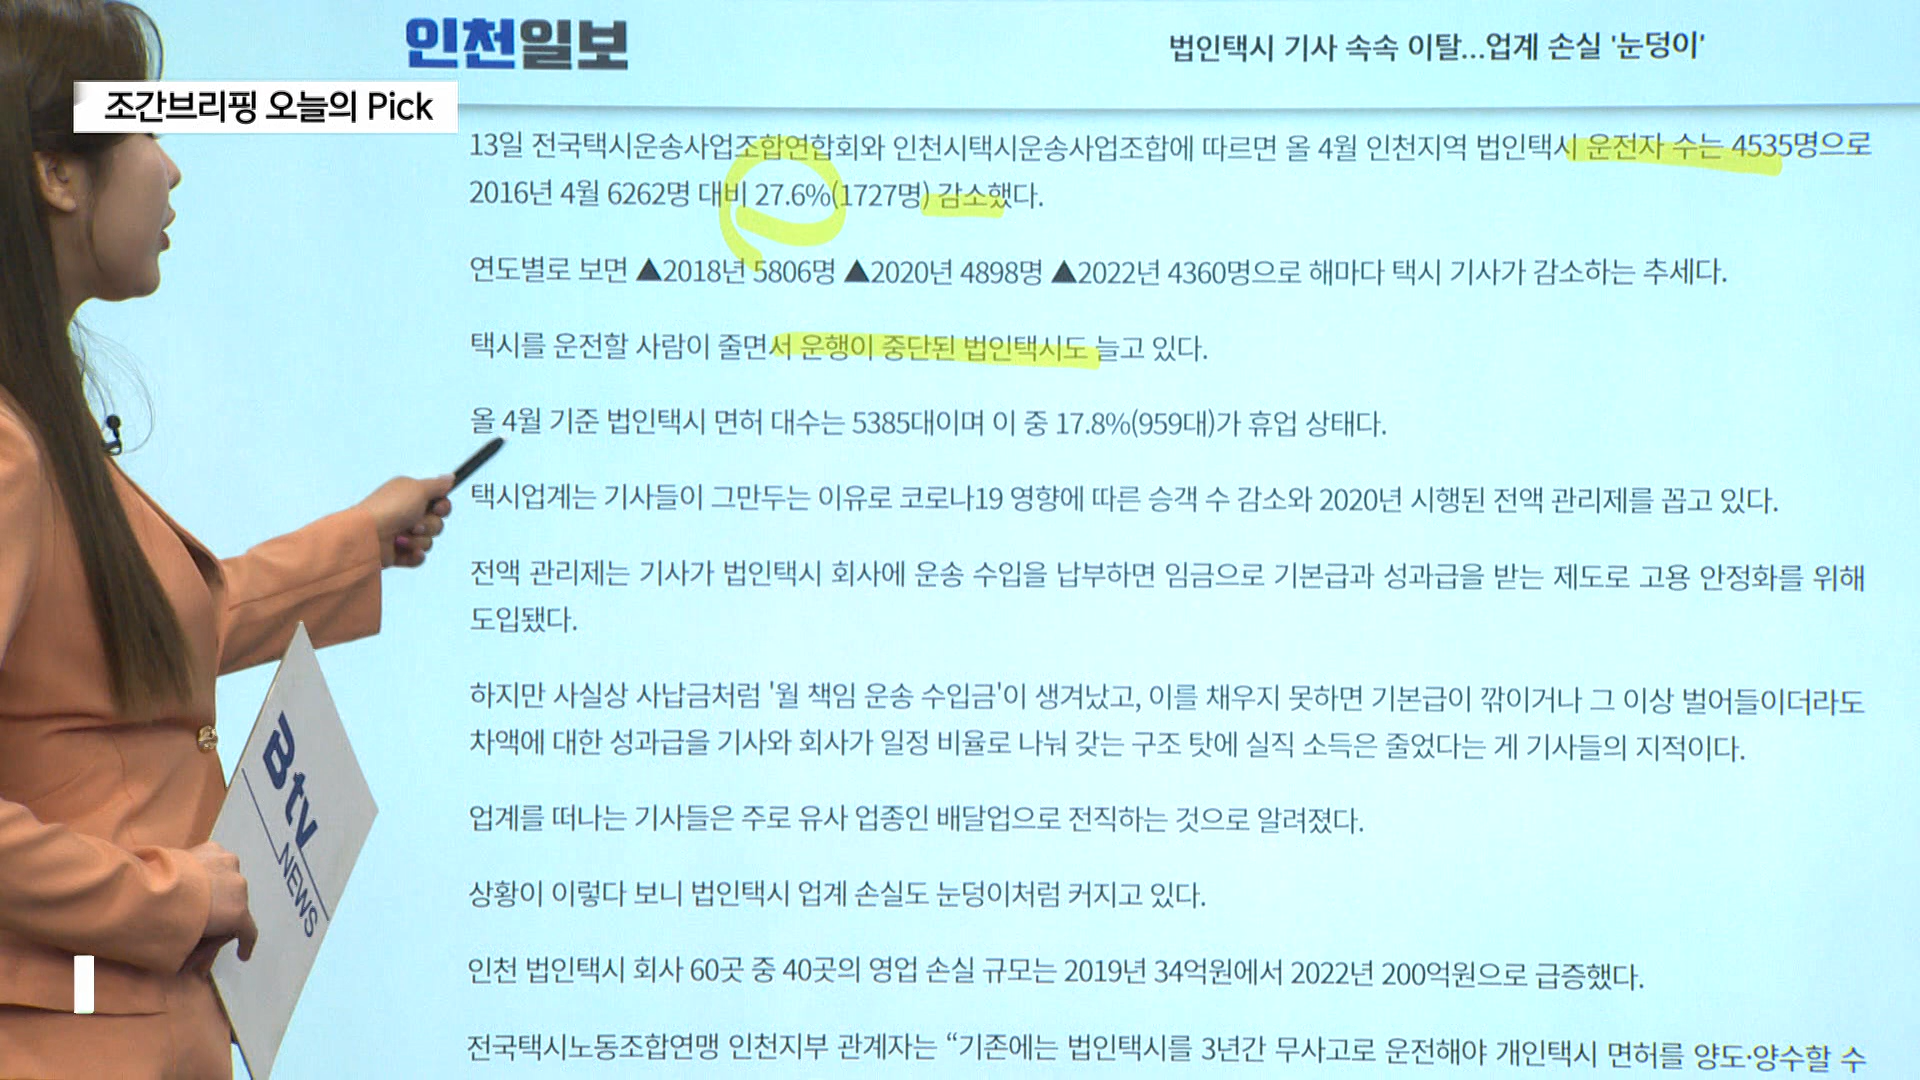 인천일보
법인택시 기사 속속 이탈...업계 손실 '눈덩이'
조간브리핑 오늘의 Pick
13일 전국택시운송사업조합연합회와 인천시택시운송사업조합에 따르면 올 4월 인천지역 법인택시 운전자 수는 4535명으로
2016년 4월 6262명 대비 27.6%(1727명) 감소했다.
연도별로 보면 ▲2018년 5806명 ▲2020년 4898명 ▲2022년 4360명으로 해마다 택시 기사가 감소하는 추세다.
택시를 운전할 사람이 줄면서 운행이 중단된 법인택시도 늘고 있다.
올 4월 기준 법인택시 면허 대수는 5385대이며 이 중 17.8%(959대)가 휴업 상태다.
택시업계는 기사들이 그만두는 이유로 코로나19 영향에 따른 승객 수 감소와 2020년 시행된 전액 관리제를 꼽고 있다.
전액 관리제는 기사가 법인택시 회사에 운송 수입을 납부하면 임금으로 기본급과 성과급을 받는 제도로 고용 안정화를 위해
도입됐다.
하지만 사실상 사납금처럼 '월 책임 운송 수입금'이 생겨났고, 이를 채우지 못하면 기본급이 깎이거나 그 이상 벌어들이더라도
차액에 대한 성과급을 기사와 회사가 일정 비율로 나눠 갖는 구조 탓에 실직 소득은 줄었다는 게 기사들의 지적이다.
업계를 떠나는 기사들은 주로 유사 업종인 배달업으로 전직하는 것으로 알려졌다.
상황이 이렇다 보니 법인택시 업계 손실도 눈덩이처럼 커지고 있다.
인천 법인택시 회사 60곳 중 40곳의 영업 손실 규모는 2019년 34억원에서 2022년 200억원으로 급증했다.
전국택시노동조합연맹 인천지부 관계자는 “기존에는 법인택시를 3년간 무사고로 운전해야 개인택시 면허를 양도·양수할 수
Btv
NEWS